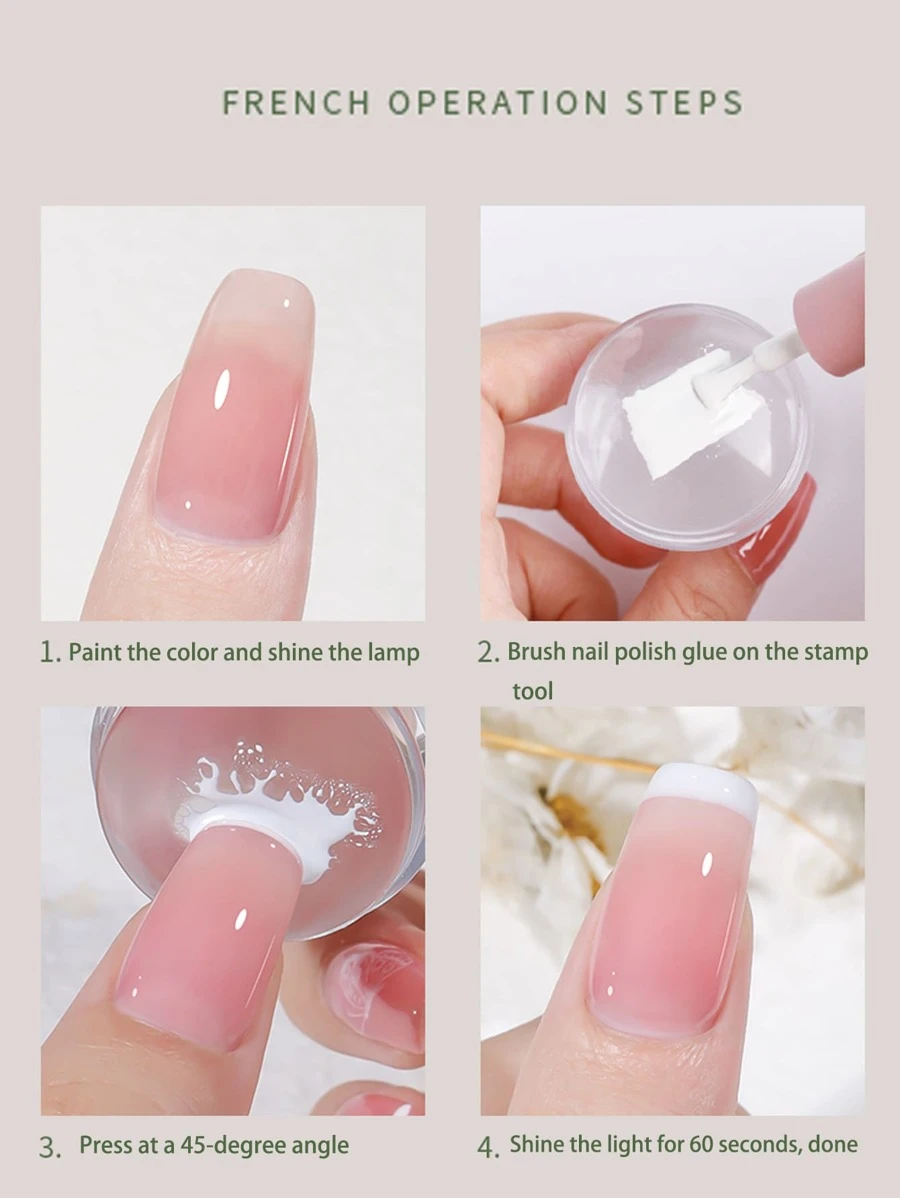 FRENCH OPERATION STEPS
1. Paint the color and shine the lamp
2. Brush nail polish glue on the stamp
tool
3. Press at a 45-degree angle
4. Shine the light for 60 seconds, done